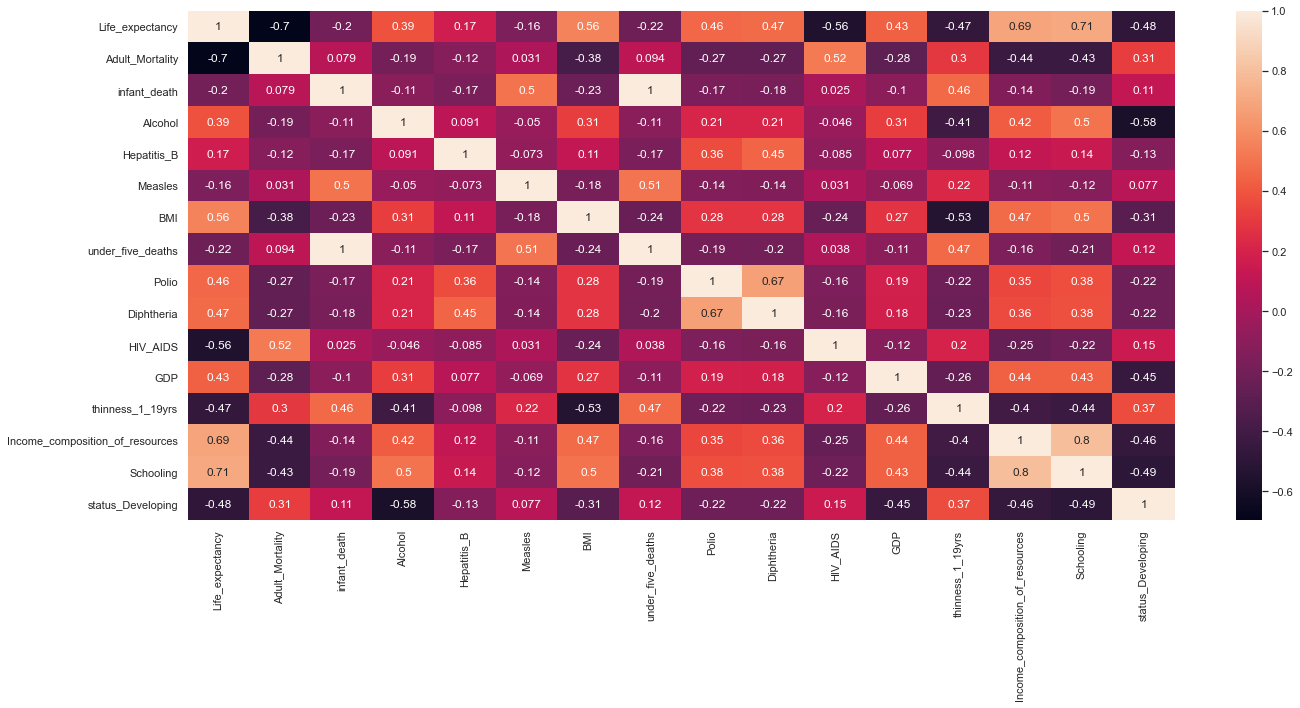 Life_expectancy 1 -0.7 -0.2 0.39 0.17 -0.16 0.56 -0.22 0.46 0.47 -0.56 0.43 -0.47 0.69 0.71 -0.48
Adult_Mortality -0.7 1 0.079 -0.19 -0.12 0.031 -0.38 0.094 -0.27 -0.27 0.52 -0.28 0.3 -0.44 -0.43 0.31
infant_death -0.2 0.079 1 -0.11 -0.17 0.5 -0.23 1 -0.17 -0.18 0.025 -0.1 0.46 -0.14 -0.19 0.11
Alcohol 0.39 -0.19 -0.11 1 0.091 -0.05 0.31 -0.11 0.21 0.21 -0.046 0.31 -0.41 0.42 0.5 -0.58
Hepatitis_B 0.17 -0.12 -0.17 0.091 1 -0.073 0.11 -0.17 0.36 0.45 -0.085 0.077 -0.098 0.12 0.14 -0.13
Measles -0.16 0.031 0.5 -0.05 -0.073 1 -0.18 0.51 -0.14 -0.14 0.031 -0.069 0.22 -0.11 -0.12 0.077
BMI 0.56 -0.38 -0.23 0.31 0.11 -0.18 1 -0.24 0.28 0.28 -0.24 0.27 -0.53 0.47 0.5 -0.31
under_five_deaths -0.22 0.094 1 -0.11 -0.17 0.51 -0.24 1 -0.19 -0.2 0.038 -0.11 0.47 -0.16 -0.21 0.12
Polio 0.46 -0.27 -0.17 0.21 0.36 -0.14 0.28 -0.19 1 0.67 -0.16 0.19 -0.22 0.35 0.38 -0.22
Diphtheria 0.47 -0.27 -0.18 0.21 0.45 -0.14 0.28 -0.2 0.67 1 -0.16 0.18 -0.23 0.36 0.38 -0.22
HIV_AIDS -0.56 0.52 0.025 -0.046 -0.085 0.031 -0.24 0.038 -0.16 -0.16 1 -0.12 0.2 -0.25 -0.22 0.15
GDP 0.43 -0.28 -0.1 0.31 0.077 -0.069 0.27 -0.11 0.19 0.18 -0.12 1 -0.26 0.44 0.43 -0.45
thinness_1_19yrs -0.47 0.3 0.46 -0.41 -0.098 0.22 -0.53 0.47 -0.22 -0.23 0.2 -0.26 1 -0.4 -0.44 0.37
Income_composition_of_resources 0.69 -0.44 -0.14 0.42 0.12 -0.11 0.47 -0.16 0.35 0.36 -0.25 0.44 -0.4 1 0.8 -0.46
Schooling 0.71 -0.43 -0.19 0.5 0.14 -0.12 0.5 -0.21 0.38 0.38 -0.22 0.43 -0.44 0.8 1 -0.49
status_Developing -0.48 0.31 0.11 -0.58 -0.13 0.077 -0.31 0.12 -0.22 -0.22 0.15 -0.45 0.37 -0.46 -0.49 1
Life_expectancy
Adult_Mortality
infant_death
Alcohol
Hepatitis_B
Measles
BMI
under_five_deaths
Polio
Diphtheria
HIV_AIDS
GDP
thinness_1_19yrs
Income_composition_of_resources
Schooling
status_Developing
1.0
0.8
0.6
0.4
0.2
0.0
−0.2
−0.4
−0.6